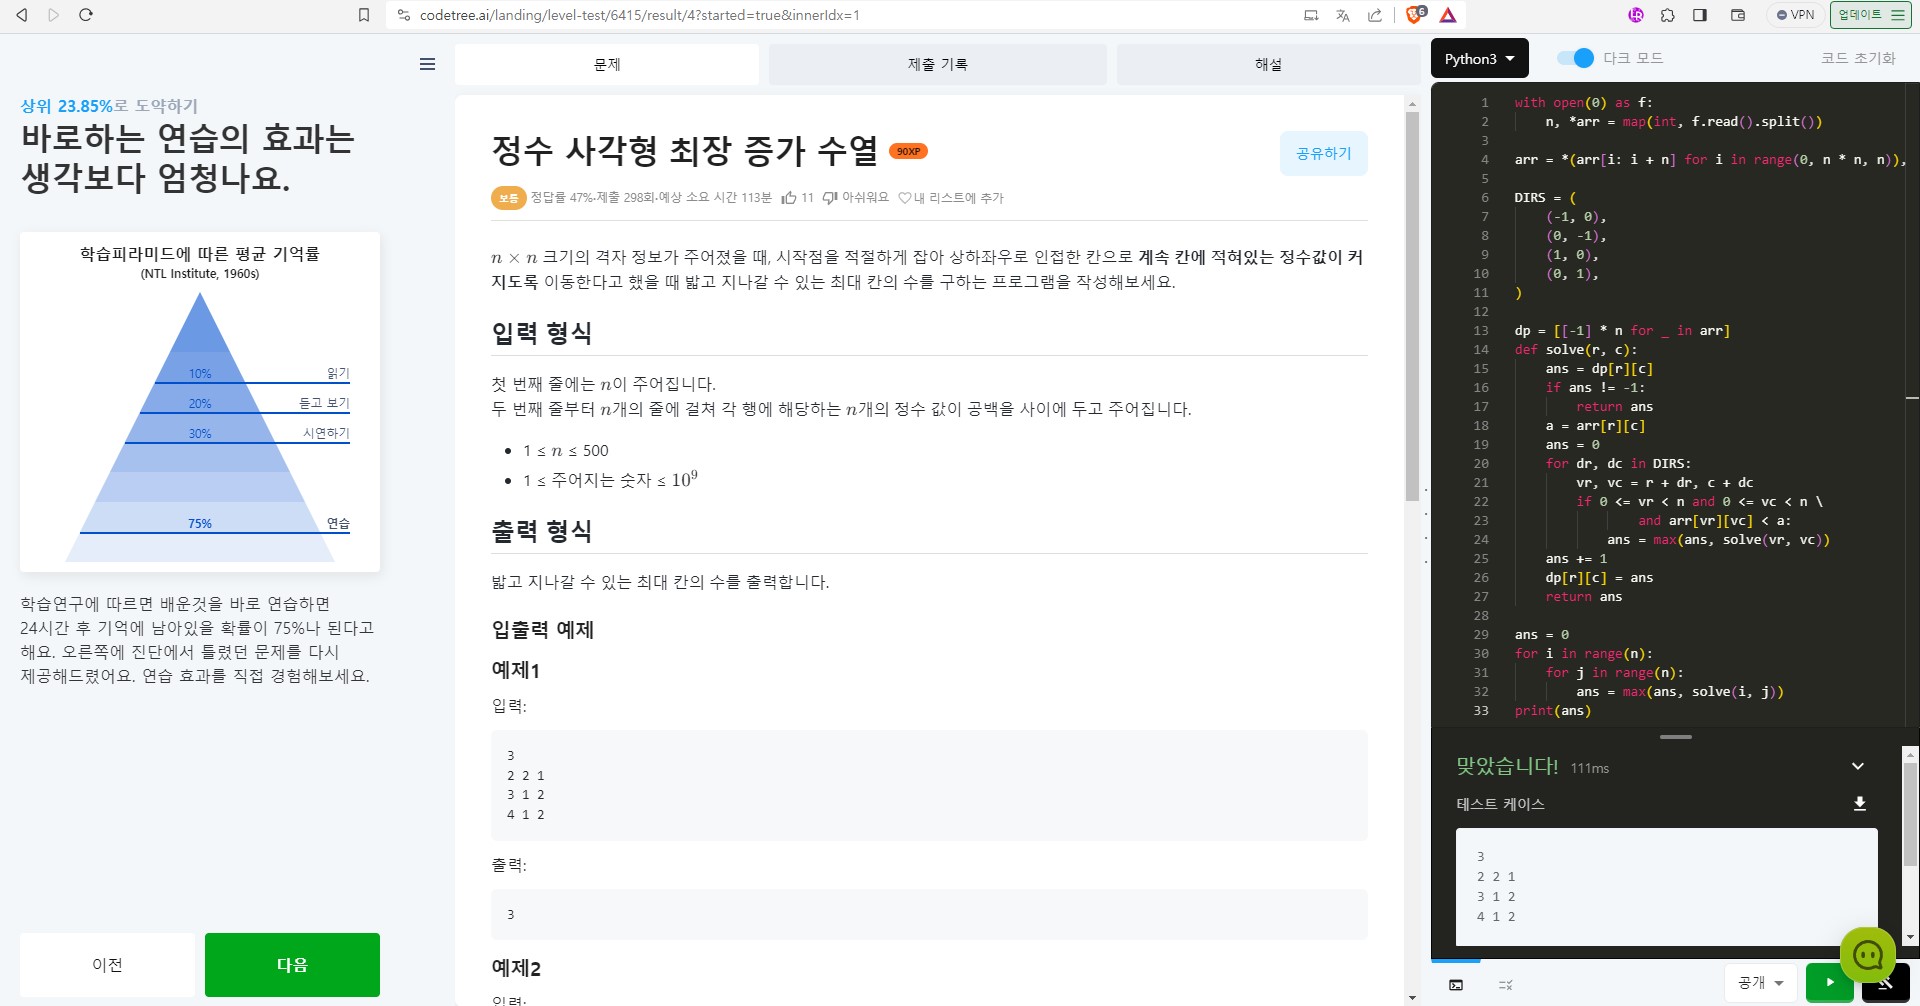 codetree.ai/landing/level-test/6415/result/4?started=true&innerIdx=1
6
VPN
업데이트
상위 23.85%로 도약하기
바로하는 연습의 효과는
생각보다 엄청나요.
학습피라미드에 따른 평균 기억률
(NTL Institute, 1960s)
10% 읽기
20% 듣고 보기
30% 시연하기
75% 연습
학습연구에 따르면 배운것을 바로 연습하면
24시간 후 기억에 남아있을 확률이 75%나 된다고
해요. 오른쪽에 진단에서 틀렸던 문제를 다시
제공해드렸어요. 연습 효과를 직접 경험해보세요.
이전
다음
문제
제출 기록
해설
정수 사각형 최장 증가 수열 90XP
공유하기
보통 정답률 47%•제출 298회•예상 소요 시간 113분 11 아쉬워요 내 리스트에 추가
n × n 크기의 격자 정보가 주어졌을 때, 시작점을 적절하게 잡아 상하좌우로 인접한 칸으로 계속 칸에 적혀있는 정수값이 커
지도록 이동한다고 했을 때 밟고 지나갈 수 있는 최대 칸의 수를 구하는 프로그램을 작성해보세요.
입력 형식
첫 번째 줄에는 n이 주어집니다.
두 번째 줄부터 n개의 줄에 걸쳐 각 행에 해당하는 n개의 정수 값이 공백을 사이에 두고 주어집니다.
• 1 ≤ n ≤ 500
• 1 ≤ 주어지는 숫자 ≤ 10⁹
출력 형식
밟고 지나갈 수 있는 최대 칸의 수를 출력합니다.
입출력 예제
예제1
입력:
3
2 2 1
3 1 2
4 1 2
출력:
3
예제2
입력:
Python3
다크 모드
코드 초기화
1 with open(0) as f:
2     n, *arr = map(int, f.read().split())
3
4 arr = *(arr[i: i + n] for i in range(0, n * n, n)),
5
6 DIRS = (
7     (-1, 0),
8     (0, -1),
9     (1, 0),
10     (0, 1),
11 )
12
13 dp = [[-1] * n for _ in arr]
14 def solve(r, c):
15     ans = dp[r][c]
16     if ans != -1:
17         return ans
18     a = arr[r][c]
19     ans = 0
20     for dr, dc in DIRS:
21         vr, vc = r + dr, c + dc
22         if 0 <= vr < n and 0 <= vc < n \
23                 and arr[vr][vc] < a:
24             ans = max(ans, solve(vr, vc))
25     ans += 1
26     dp[r][c] = ans
27     return ans
28
29 ans = 0
30 for i in range(n):
31     for j in range(n):
32         ans = max(ans, solve(i, j))
33 print(ans)
맞았습니다! 111ms
테스트 케이스
3
2 2 1
3 1 2
4 1 2
공개